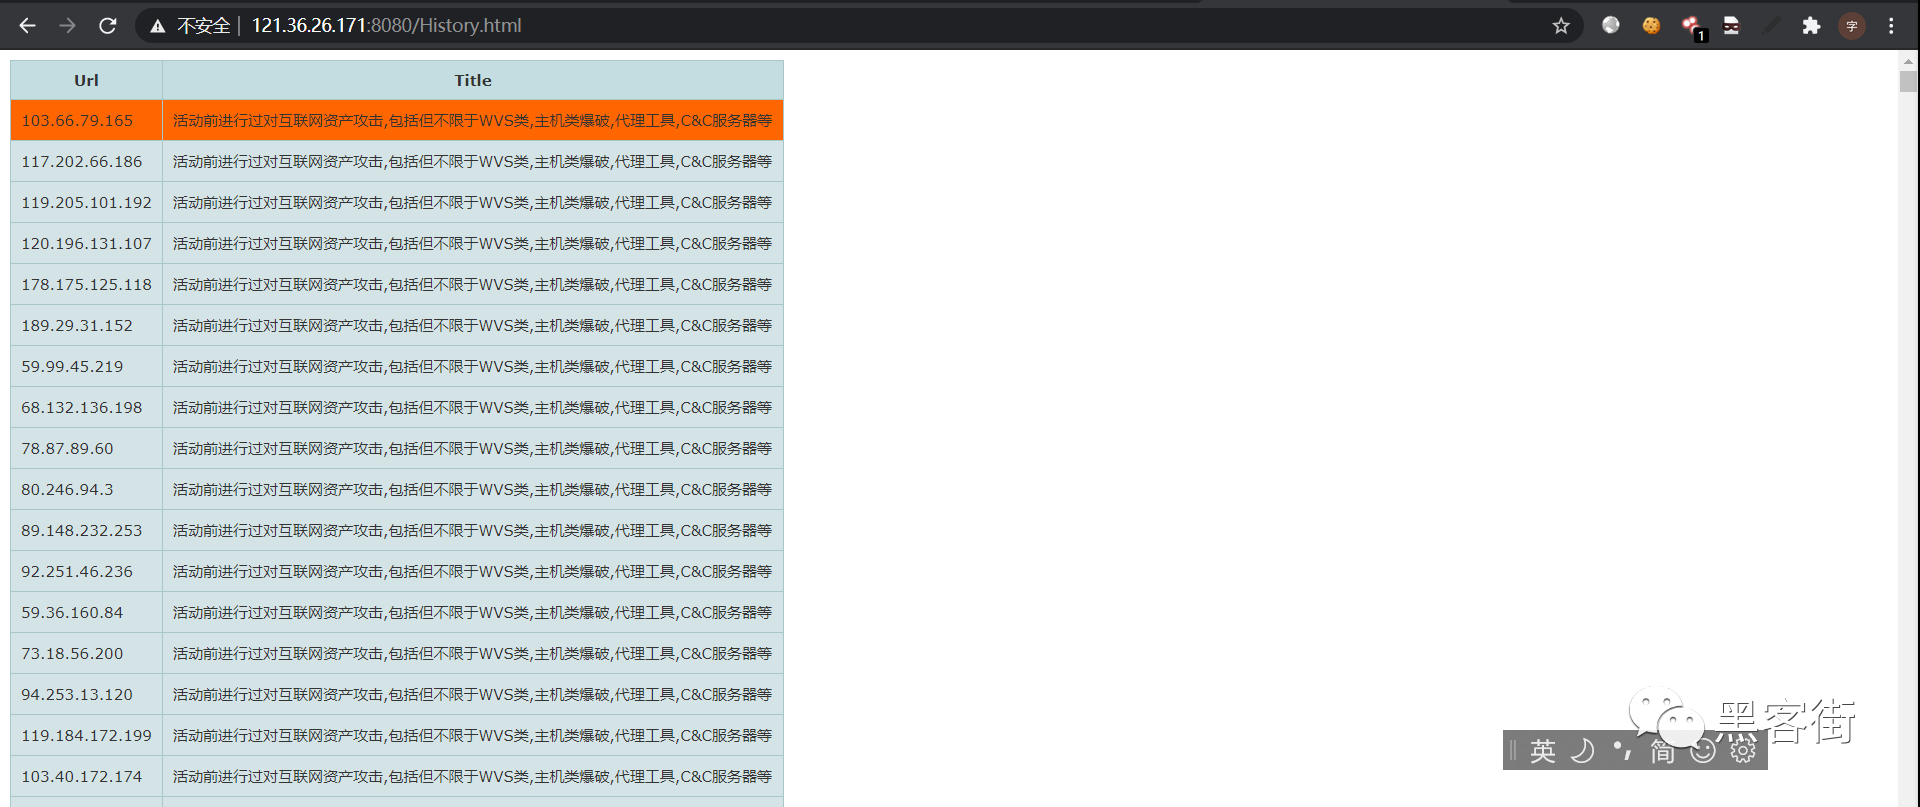 不安全 | 121.36.26.171:8080/History.html
1
字
Url Title
103.66.79.165 活动前进行过对互联网资产攻击,包括但不限于WVS类,主机类爆破,代理工具,C&C服务器等
117.202.66.186 活动前进行过对互联网资产攻击,包括但不限于WVS类,主机类爆破,代理工具,C&C服务器等
119.205.101.192 活动前进行过对互联网资产攻击,包括但不限于WVS类,主机类爆破,代理工具,C&C服务器等
120.196.131.107 活动前进行过对互联网资产攻击,包括但不限于WVS类,主机类爆破,代理工具,C&C服务器等
178.175.125.118 活动前进行过对互联网资产攻击,包括但不限于WVS类,主机类爆破,代理工具,C&C服务器等
189.29.31.152 活动前进行过对互联网资产攻击,包括但不限于WVS类,主机类爆破,代理工具,C&C服务器等
59.99.45.219 活动前进行过对互联网资产攻击,包括但不限于WVS类,主机类爆破,代理工具,C&C服务器等
68.132.136.198 活动前进行过对互联网资产攻击,包括但不限于WVS类,主机类爆破,代理工具,C&C服务器等
78.87.89.60 活动前进行过对互联网资产攻击,包括但不限于WVS类,主机类爆破,代理工具,C&C服务器等
80.246.94.3 活动前进行过对互联网资产攻击,包括但不限于WVS类,主机类爆破,代理工具,C&C服务器等
89.148.232.253 活动前进行过对互联网资产攻击,包括但不限于WVS类,主机类爆破,代理工具,C&C服务器等
92.251.46.236 活动前进行过对互联网资产攻击,包括但不限于WVS类,主机类爆破,代理工具,C&C服务器等
59.36.160.84 活动前进行过对互联网资产攻击,包括但不限于WVS类,主机类爆破,代理工具,C&C服务器等
73.18.56.200 活动前进行过对互联网资产攻击,包括但不限于WVS类,主机类爆破,代理工具,C&C服务器等
94.253.13.120 活动前进行过对互联网资产攻击,包括但不限于WVS类,主机类爆破,代理工具,C&C服务器等
119.184.172.199 活动前进行过对互联网资产攻击,包括但不限于WVS类,主机类爆破,代理工具,C&C服务器等
103.40.172.174 活动前进行过对互联网资产攻击,包括但不限于WVS类,主机类爆破,代理工具,C&C服务器等
黑客街
英 简